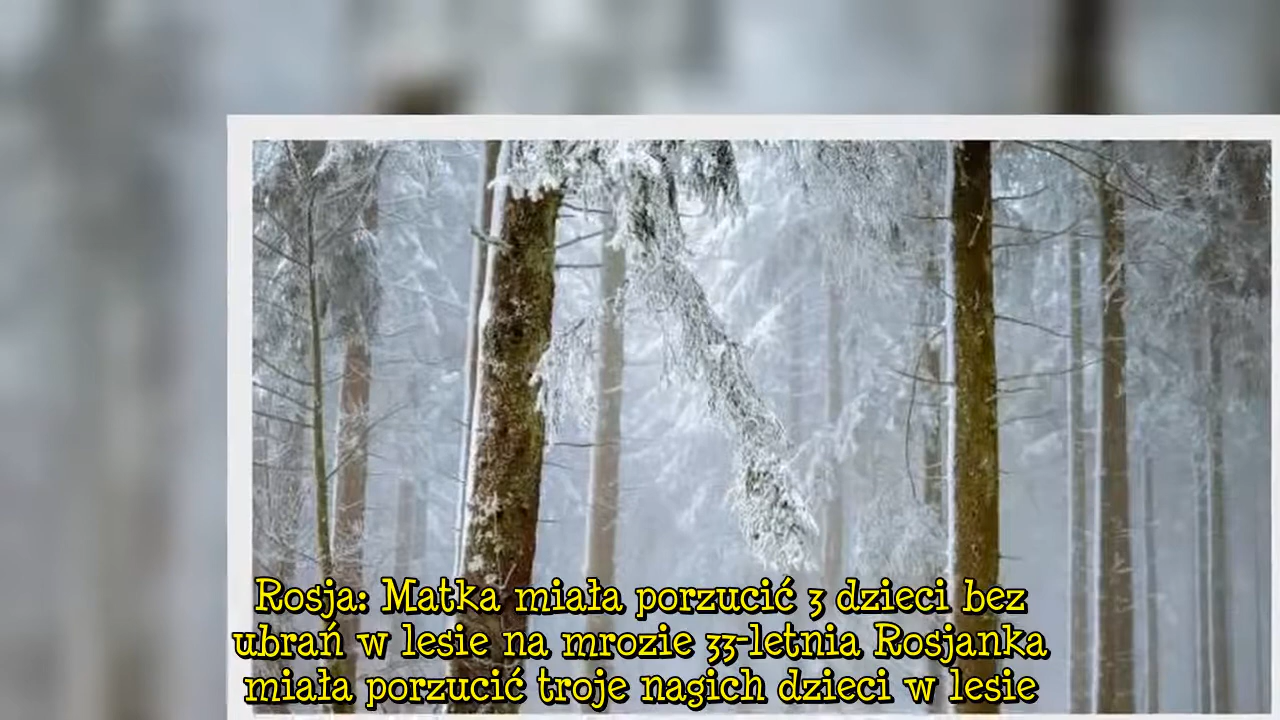 Rosja: Matka miała porzucić 3 dzieci bez
ubrań w lesie na mrozie 33-letnia Rosjanka
miała porzucić troje nagich dzieci w lesie